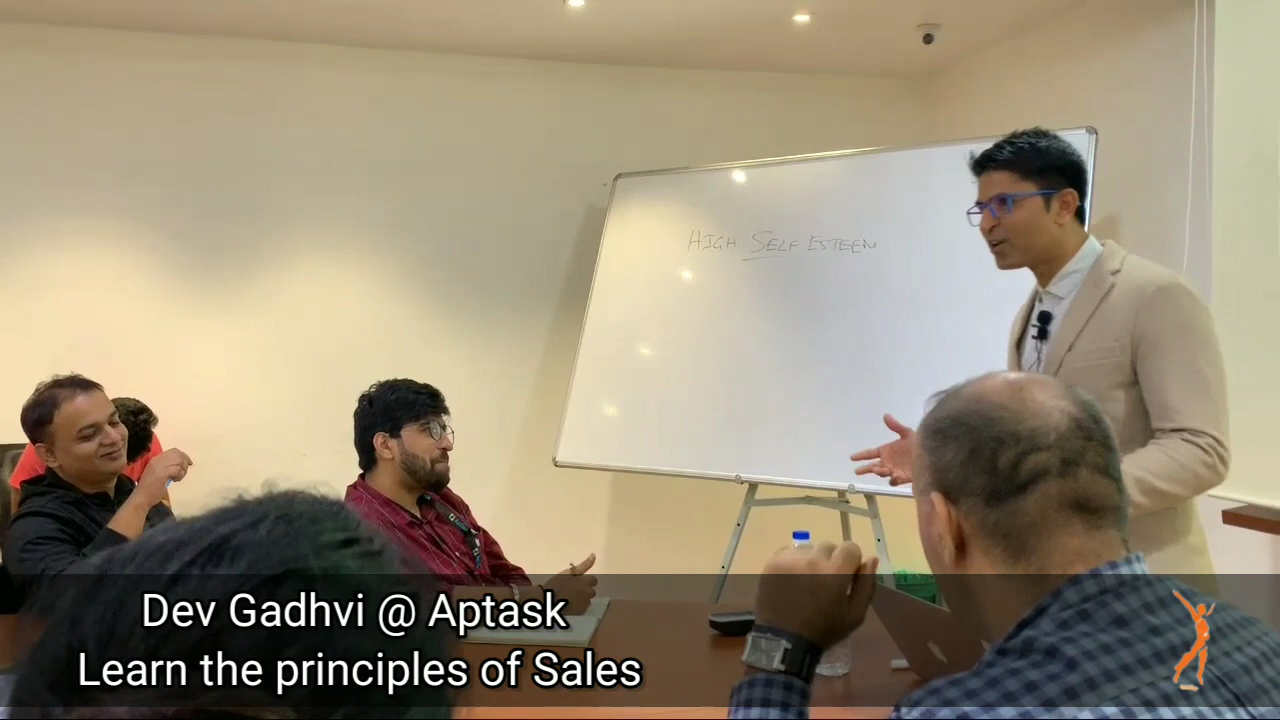 HIGH SELF ESTEEM
Dev Gadhvi @ Aptask
Learn the principles of Sales